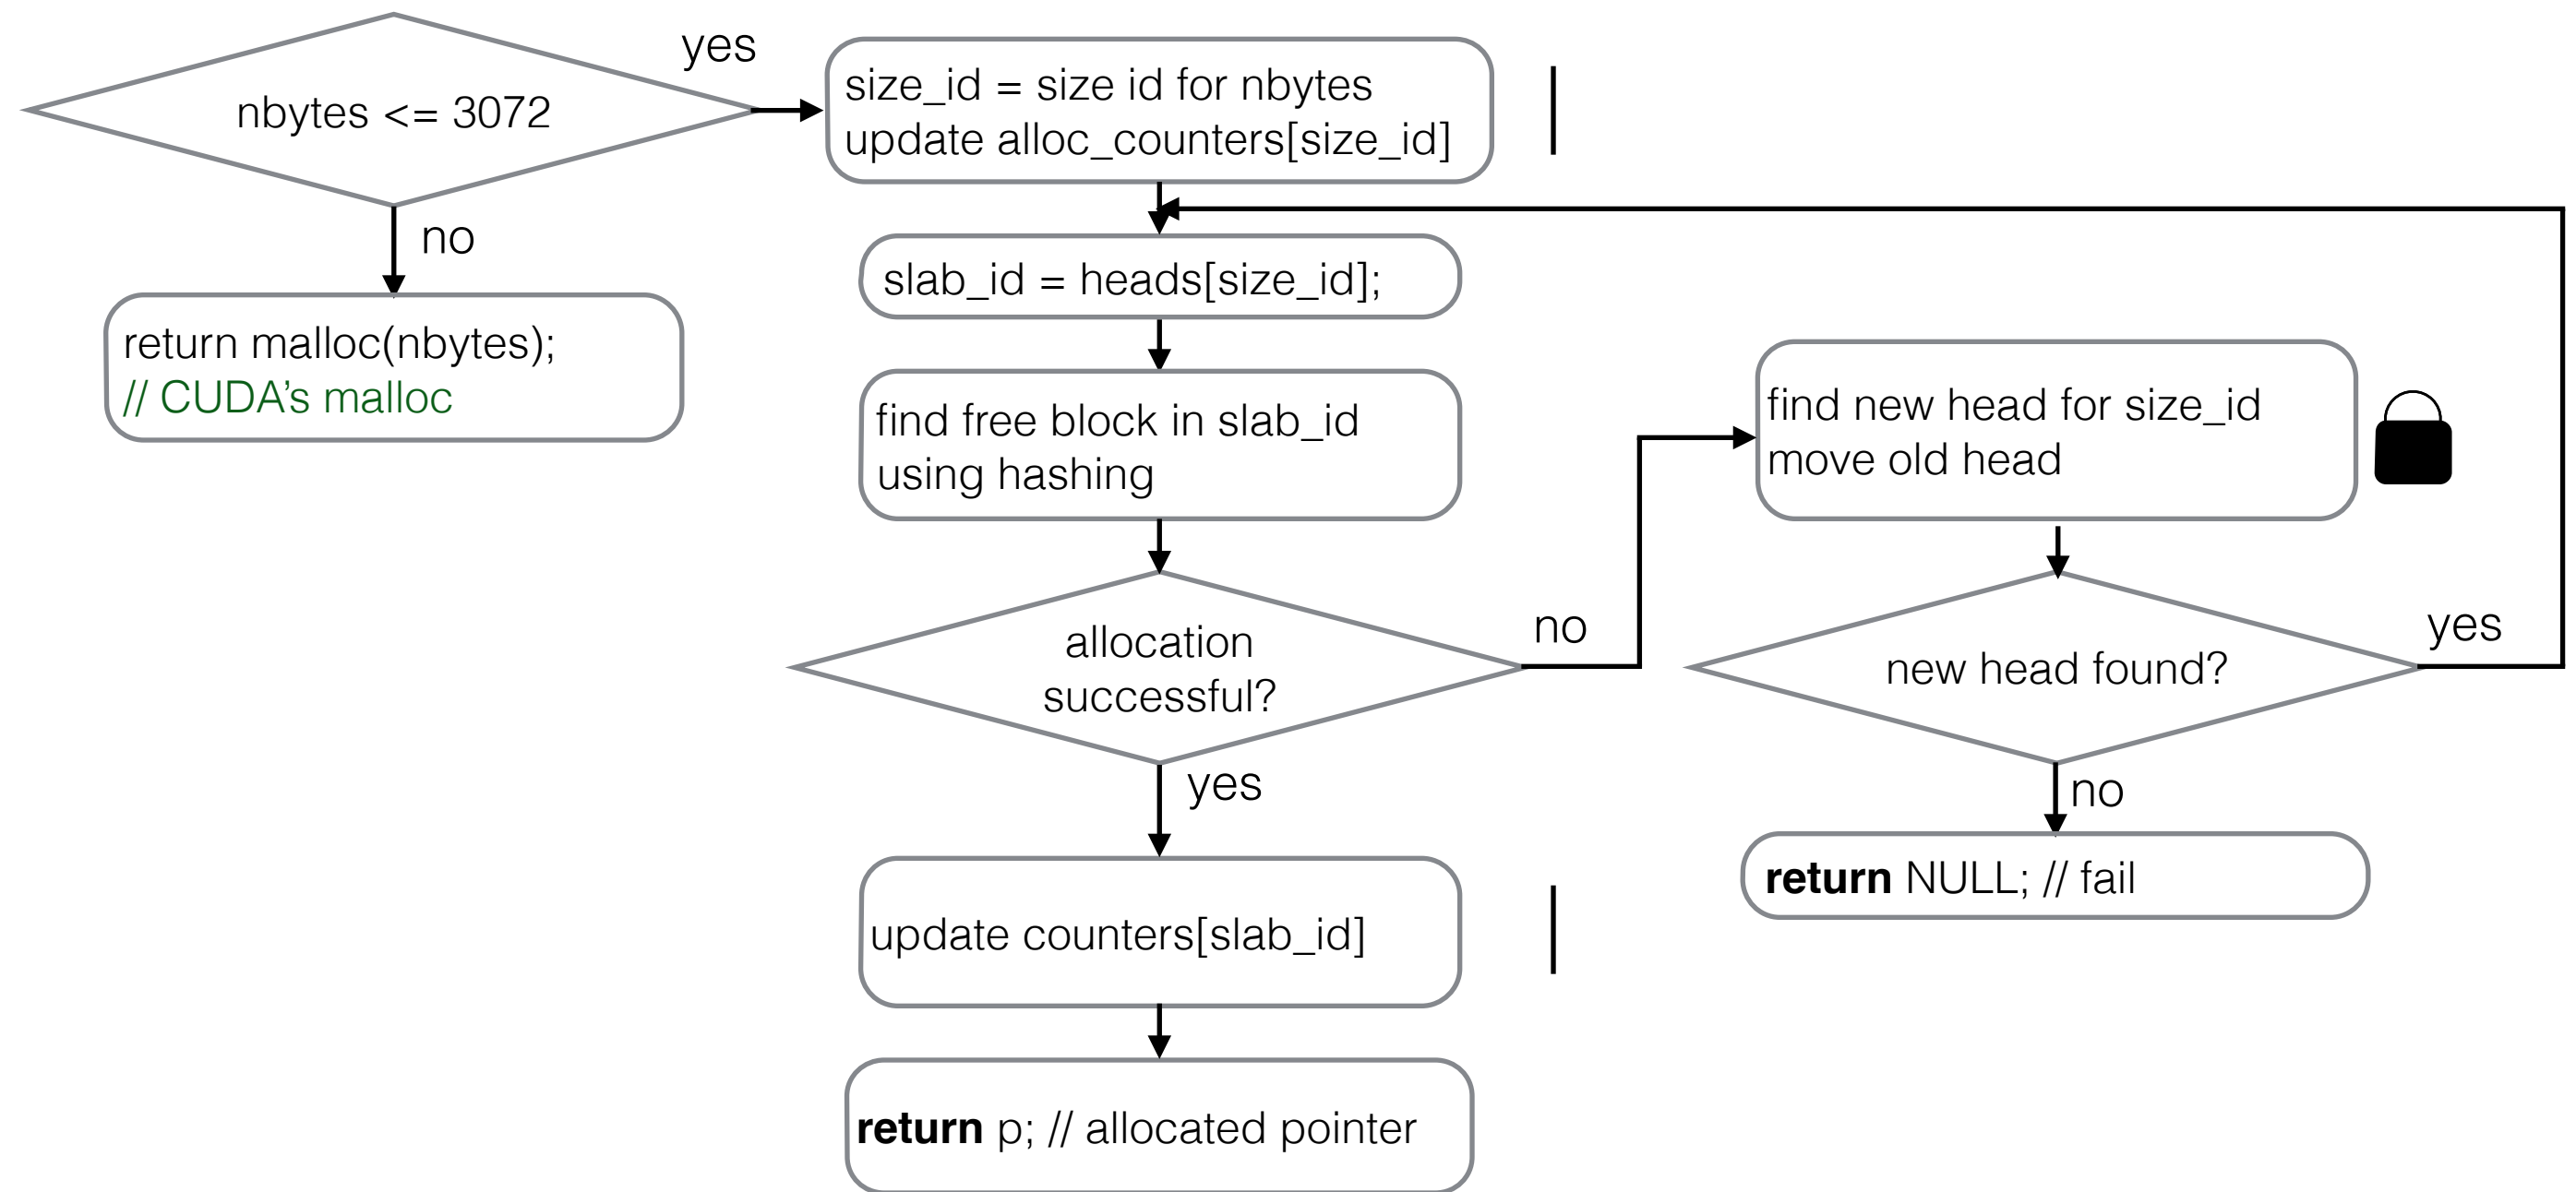 nbytes <= 3072
yes
no
return malloc(nbytes);
// CUDA’s malloc
size_id = size id for nbytes
update alloc_counters[size_id]
slab_id = heads[size_id];
find free block in slab_id
using hashing
allocation
successful?
no
yes
find new head for size_id
move old head
new head found?
yes
no
return NULL; // fail
update counters[slab_id]
return p; // allocated pointer